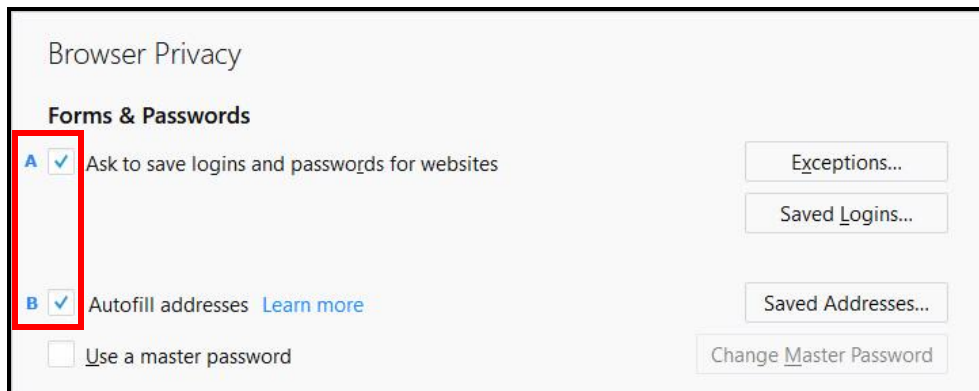 Browser Privacy
Forms & Passwords
A Ask to save logins and passwords for websites Exceptions...
Saved Logins...
B Autofill addresses Learn more Saved Addresses...
Use a master password Change Master Password